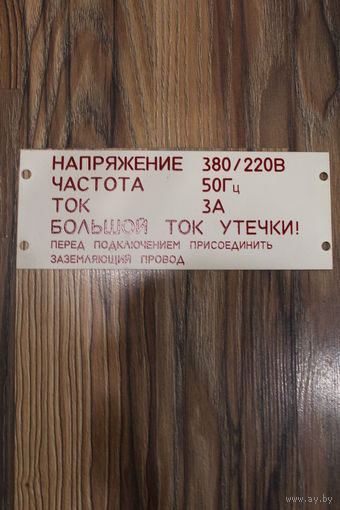 НАПРЯЖЕНИЕ 380/220В
ЧАСТОТА 50Гц
ТОК 3А
БОЛЬШОЙ ТОК УТЕЧКИ!
ПЕРЕД ПОДКЛЮЧЕНИЕМ ПРИСОЕДИНИТЬ
ЗАЗЕМЛЯЮЩИЙ ПРОВОД
www.ay.by